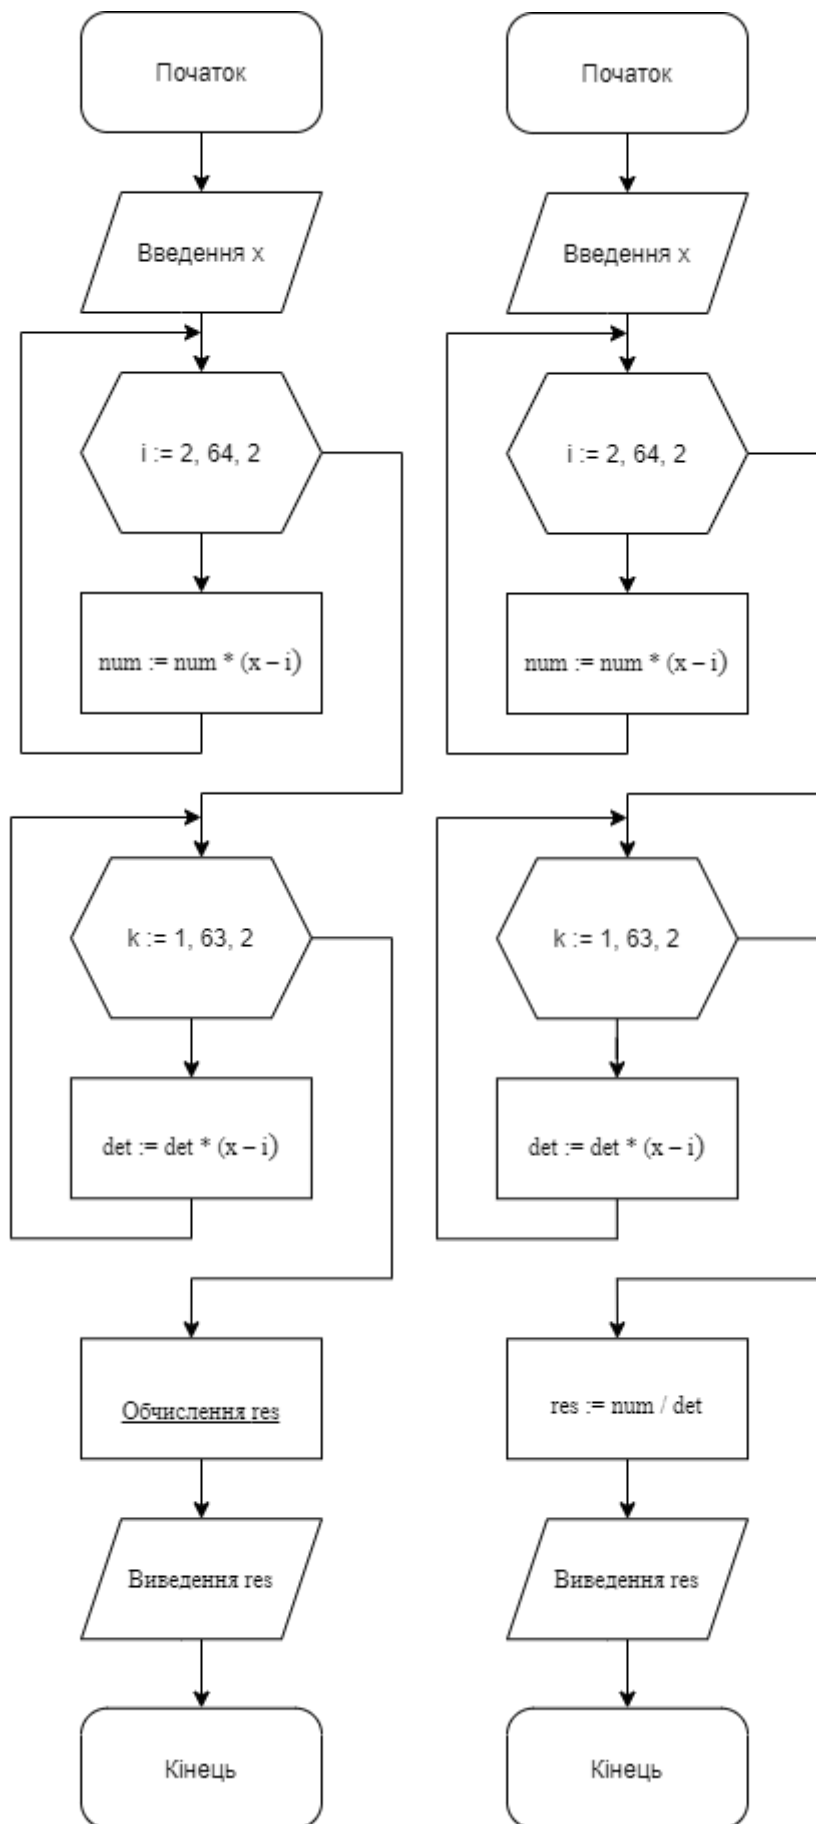 Початок
Введення x
i := 2, 64, 2
num := num * (x – i)
k := 1, 63, 2
det := det * (x – i)
Обчислення res
Виведення res
Кінець
Початок
Введення x
i := 2, 64, 2
num := num * (x – i)
k := 1, 63, 2
det := det * (x – i)
res := num / det
Виведення res
Кінець